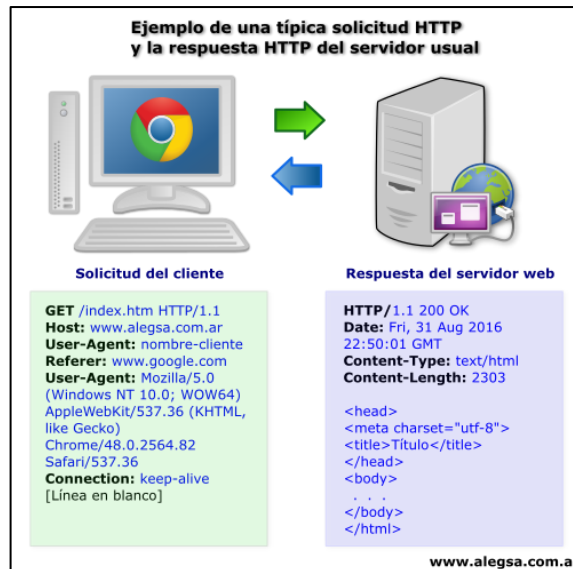 Ejemplo de una típica solicitud HTTP
y la respuesta HTTP del servidor usual
Solicitud del cliente
GET /index.htm HTTP/1.1
Host: www.alegsa.com.ar
User-Agent: nombre-cliente
Referer: www.google.com
User-Agent: Mozilla/5.0
(Windows NT 10.0; WOW64)
AppleWebKit/537.36 (KHTML,
like Gecko)
Chrome/48.0.2564.82
Safari/537.36
Connection: keep-alive
[Línea en blanco]
Respuesta del servidor web
HTTP/1.1 200 OK
Date: Fri, 31 Aug 2016
22:50:01 GMT
Content-Type: text/html
Content-Length: 2303
<head>
<meta charset="utf-8">
<title>Título</title>
</head>
<body>
. . .
</body>
</html>
www.alegsa.com.a